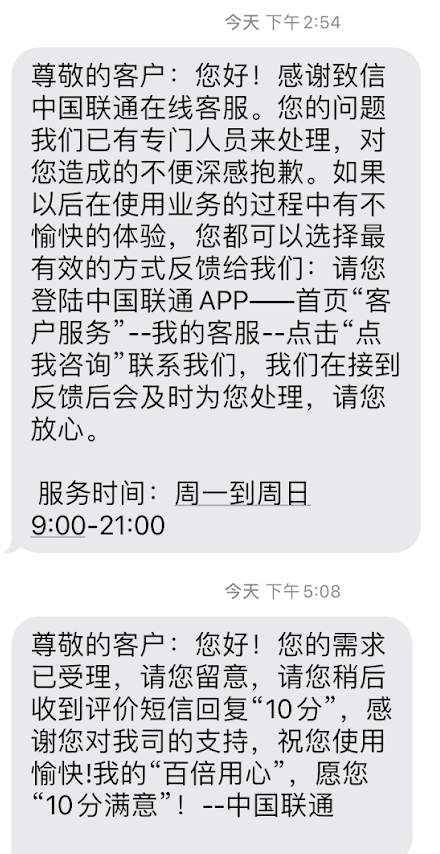 今天 下午2:54
尊敬的客户：您好！感谢致信
中国联通在线客服。您的问题
我们已有专门人员来处理，对
您造成的不便深感抱歉。如果
以后在使用业务的过程中有不
愉快的体验，您都可以选择最
有效的方式反馈给我们：请您
登陆中国联通 APP——首页“客
户服务”--我的客服--点击“点
我咨询”联系我们，我们在接到
反馈后会及时为您处理，请您
放心。
服务时间：周一到周日
9:00-21:00
今天 下午5:08
尊敬的客户：您好！您的需求
已受理，请您留意，请您稍后
收到评价短信回复“10分”，感
谢您对我司的支持，祝您使用
愉快!我的“百倍用心”，愿您
“10分满意”！--中国联通